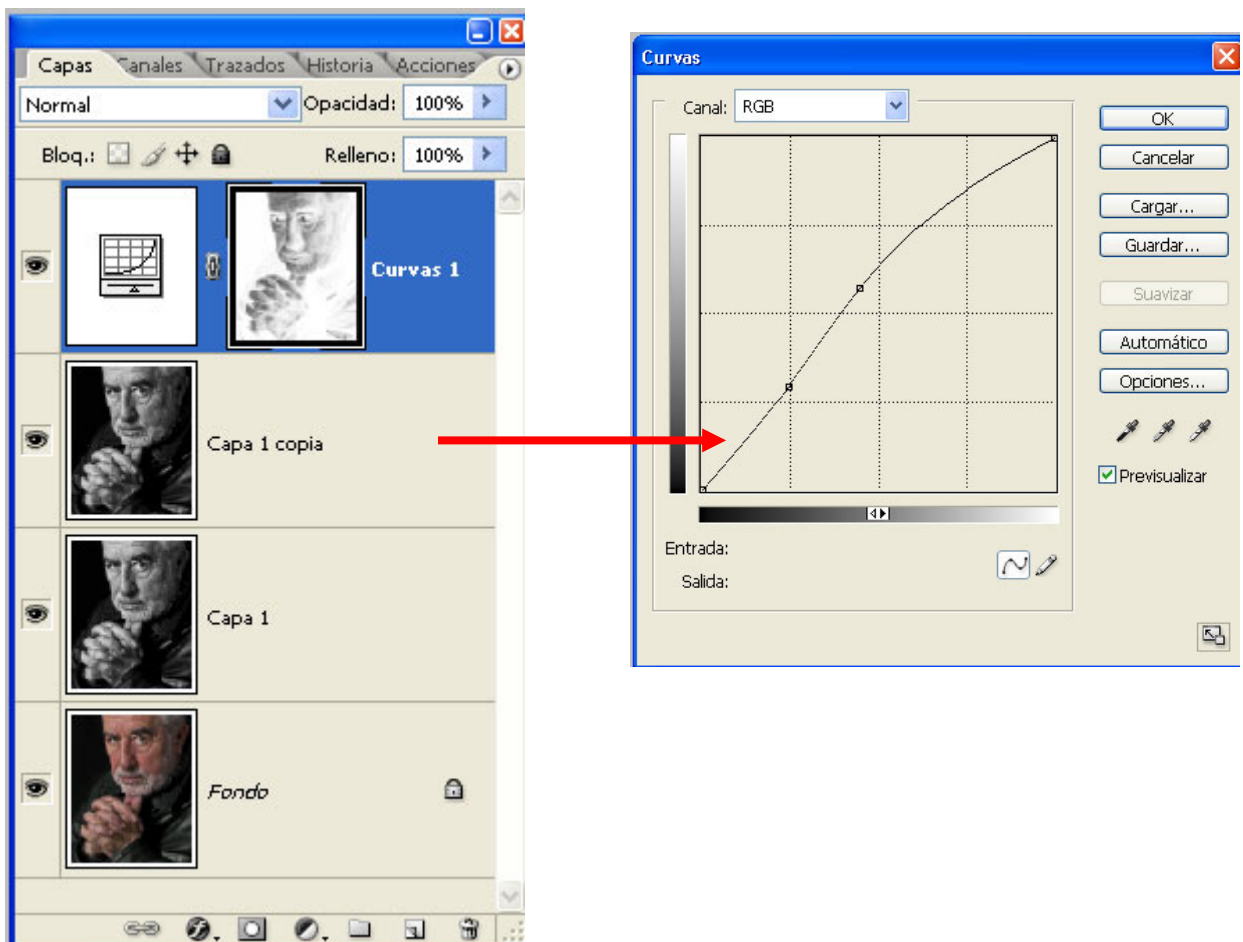 Capas Canales Trazados Historia Acciones
Normal Opacidad: 100%
Bloq.: Relleno: 100%
Curvas 1
Capa 1 copia
Capa 1
Fondo
Curvas
Canal: RGB
OK
Cancelar
Cargar...
Guardar...
Suavizar
Automático
Opciones...
Previsualizar
Entrada:
Salida: